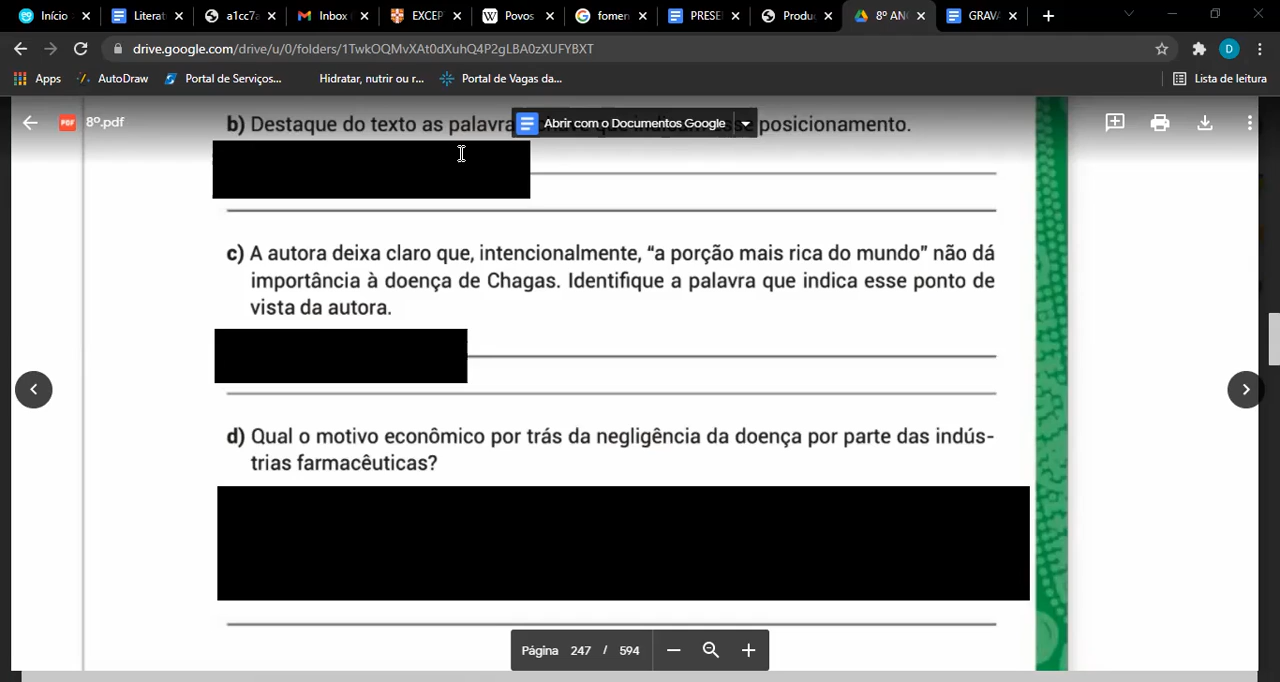 Início
Literat
a1cc7a
Inbox
EXCEP
Povos
fomen
PRESE
Produ
8º AN
GRAVA
drive.google.com/drive/u/0/folders/1TwkOQMvXAt0dXuhQ4P2gLBA0zXUFYBXT
D
Apps
AutoDraw
Portal de Serviços...
Hidratar, nutrir ou r...
Portal de Vagas da...
Lista de leitura
PDF
8º.pdf
b) Destaque do texto as palavra
Abrir com o Documentos Google
posicionamento.
c) A autora deixa claro que, intencionalmente, “a porção mais rica do mundo” não dá
importância à doença de Chagas. Identifique a palavra que indica esse ponto de
vista da autora.
d) Qual o motivo econômico por trás da negligência da doença por parte das indús-
trias farmacêuticas?
Página 247 / 594